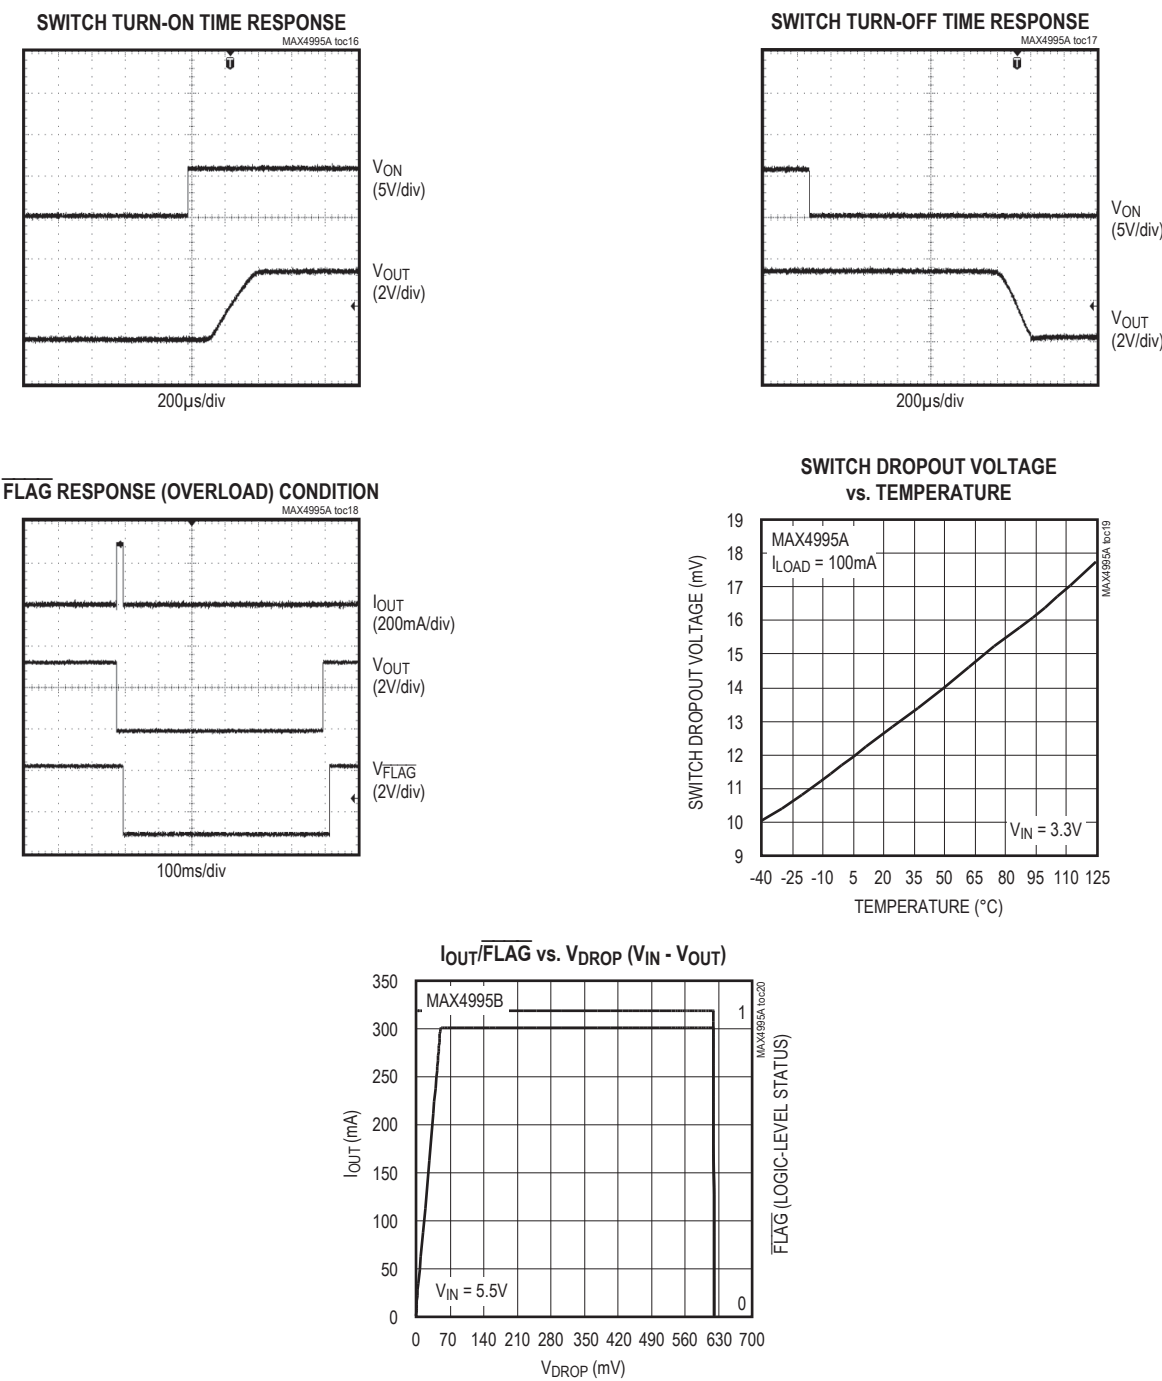 SWITCH TURN-ON TIME RESPONSE
MAX4995A toc16
T
VON
(5V/div)
VOUT
(2V/div)
200µs/div
SWITCH TURN-OFF TIME RESPONSE
MAX4995A toc17
T
VON
(5V/div)
VOUT
(2V/div)
200µs/div
FLAG RESPONSE (OVERLOAD) CONDITION
MAX4995A toc18
IOUT
(200mA/div)
VOUT
(2V/div)
VFLAG
(2V/div)
100ms/div
SWITCH DROPOUT VOLTAGE
vs. TEMPERATURE
MAX4995A toc19
SWITCH DROPOUT VOLTAGE (mV)
19
18
17
16
15
14
13
12
11
10
9
MAX4995A
ILOAD = 100mA
VIN = 3.3V
-40 -25 -10 5 20 35 50 65 80 95 110 125
TEMPERATURE (°C)
IOUT/FLAG vs. VDROP (VIN - VOUT)
MAX4995A toc20
IOUT (mA)
350
300
250
200
150
100
50
0
MAX4995B
VIN = 5.5V
1
0
FLAG (LOGIC-LEVEL STATUS)
0 70 140 210 280 350 420 490 560 630 700
VDROP (mV)